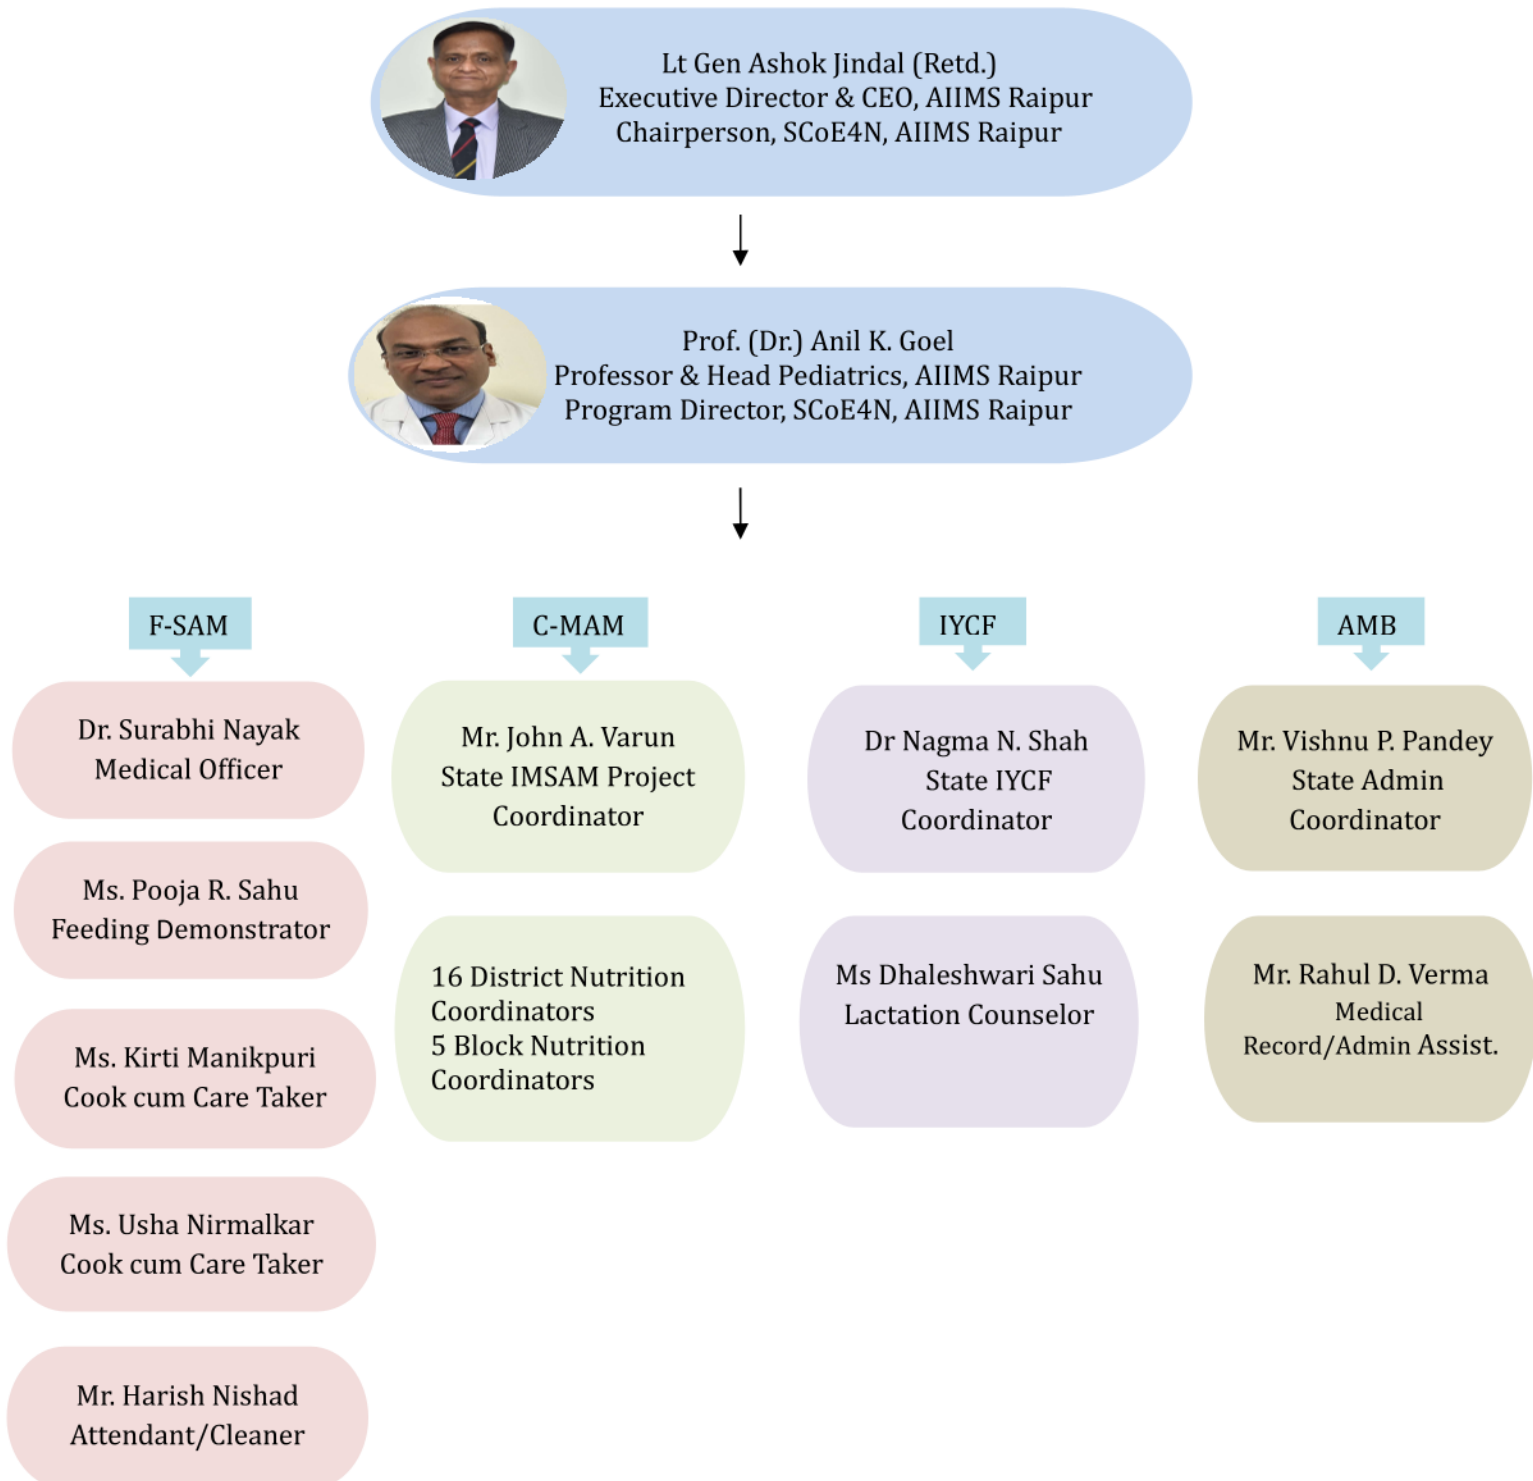 Lt Gen Ashok Jindal (Retd.)
Executive Director & CEO, AIIMS Raipur
Chairperson, SCoE4N, AIIMS Raipur
Prof. (Dr.) Anil K. Goel
Professor & Head Pediatrics, AIIMS Raipur
Program Director, SCoE4N, AIIMS Raipur
F-SAM
Dr. Surabhi Nayak
Medical Officer
Ms. Pooja R. Sahu
Feeding Demonstrator
Ms. Kirti Manikpuri
Cook cum Care Taker
Ms. Usha Nirmalkar
Cook cum Care Taker
Mr. Harish Nishad
Attendant/Cleaner
C-MAM
Mr. John A. Varun
State IMSAM Project
Coordinator
16 District Nutrition
Coordinators
5 Block Nutrition
Coordinators
IYCF
Dr Nagma N. Shah
State IYCF
Coordinator
Ms Dhaleshwari Sahu
Lactation Counselor
AMB
Mr. Vishnu P. Pandey
State Admin
Coordinator
Mr. Rahul D. Verma
Medical
Record/Admin Assist.